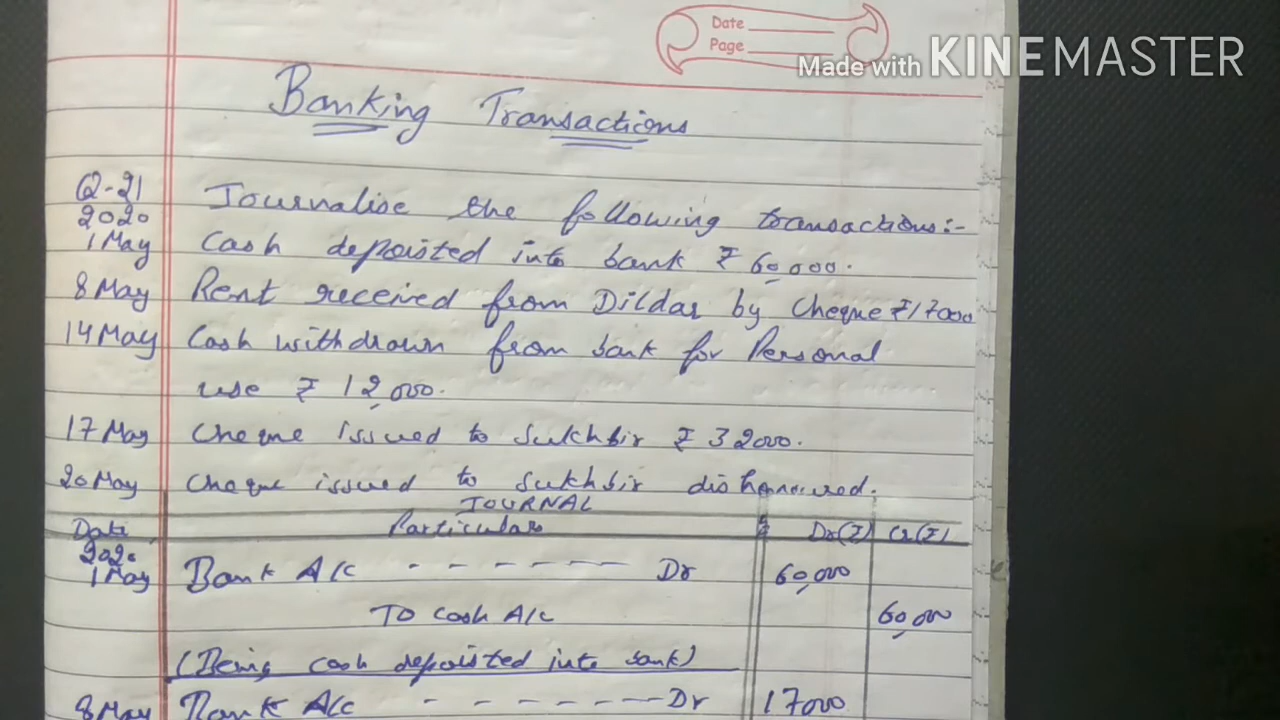 Date
Page
Made with KINEMASTER
Banking Transactions
Q-21 Journalise the following transactions:-
2020
1 May Cash depoisted into bank ₹ 60,000.
8 May Rent received from Dildar by Cheque ₹17000
14 May Cash withdrawn from bank for Personal
use ₹ 12,000.
17 May Cheque issued to Sukhbir ₹ 32000.
20 May Cheque issued to Sukhbir dishonoured.
JOURNAL
Date Particulars Dr(₹) Cr(₹)
2020
1 May Bank A/c - - - - - - - Dr 60,000
To Cash A/c 60,000
(Being cash depoisted into bank)
8 May Bank A/c - - - - - - - Dr 17000